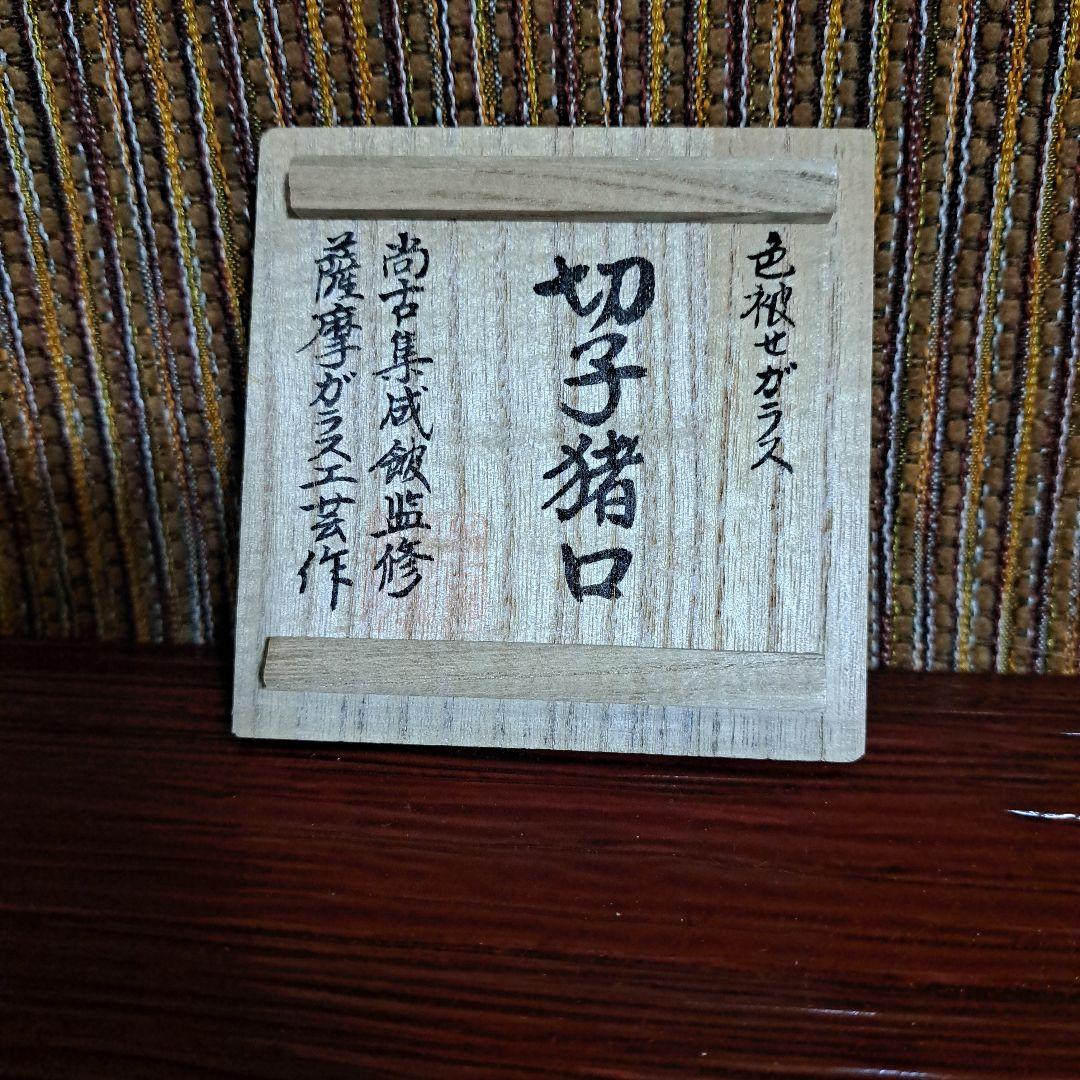 色被せガラス
切子猪口
尚古集成館監修
薩摩ガラス工芸作